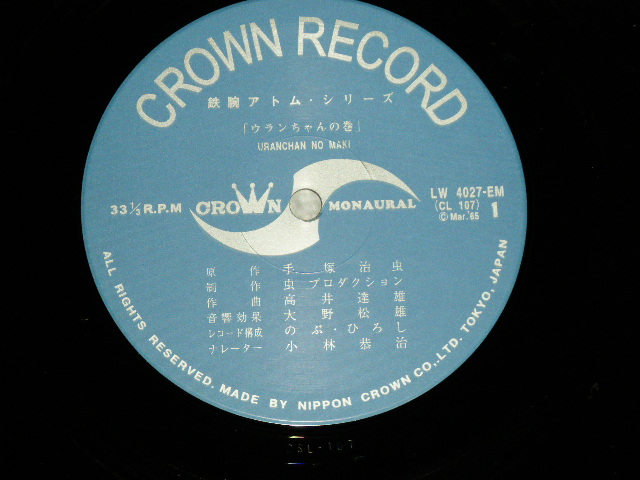 CROWN RECORD
鉄腕アトム・シリーズ
「ウランちゃんの巻」
URANCHAN NO MAKI
33 1/3 R.P.M
CROWN
MONAURAL
LW 4027-EM
(CL 107)
Ⓒ Mar.'65
1
原作 手塚治虫
制作 虫プロダクション
作曲 高井達雄
音響効果 大野松雄
レコード構成 のぶ・ひろし
ナレーター 小林恭治
ALL RIGHTS RESERVED. MADE BY NIPPON CROWN CO.,LTD. TOKYO, JAPAN